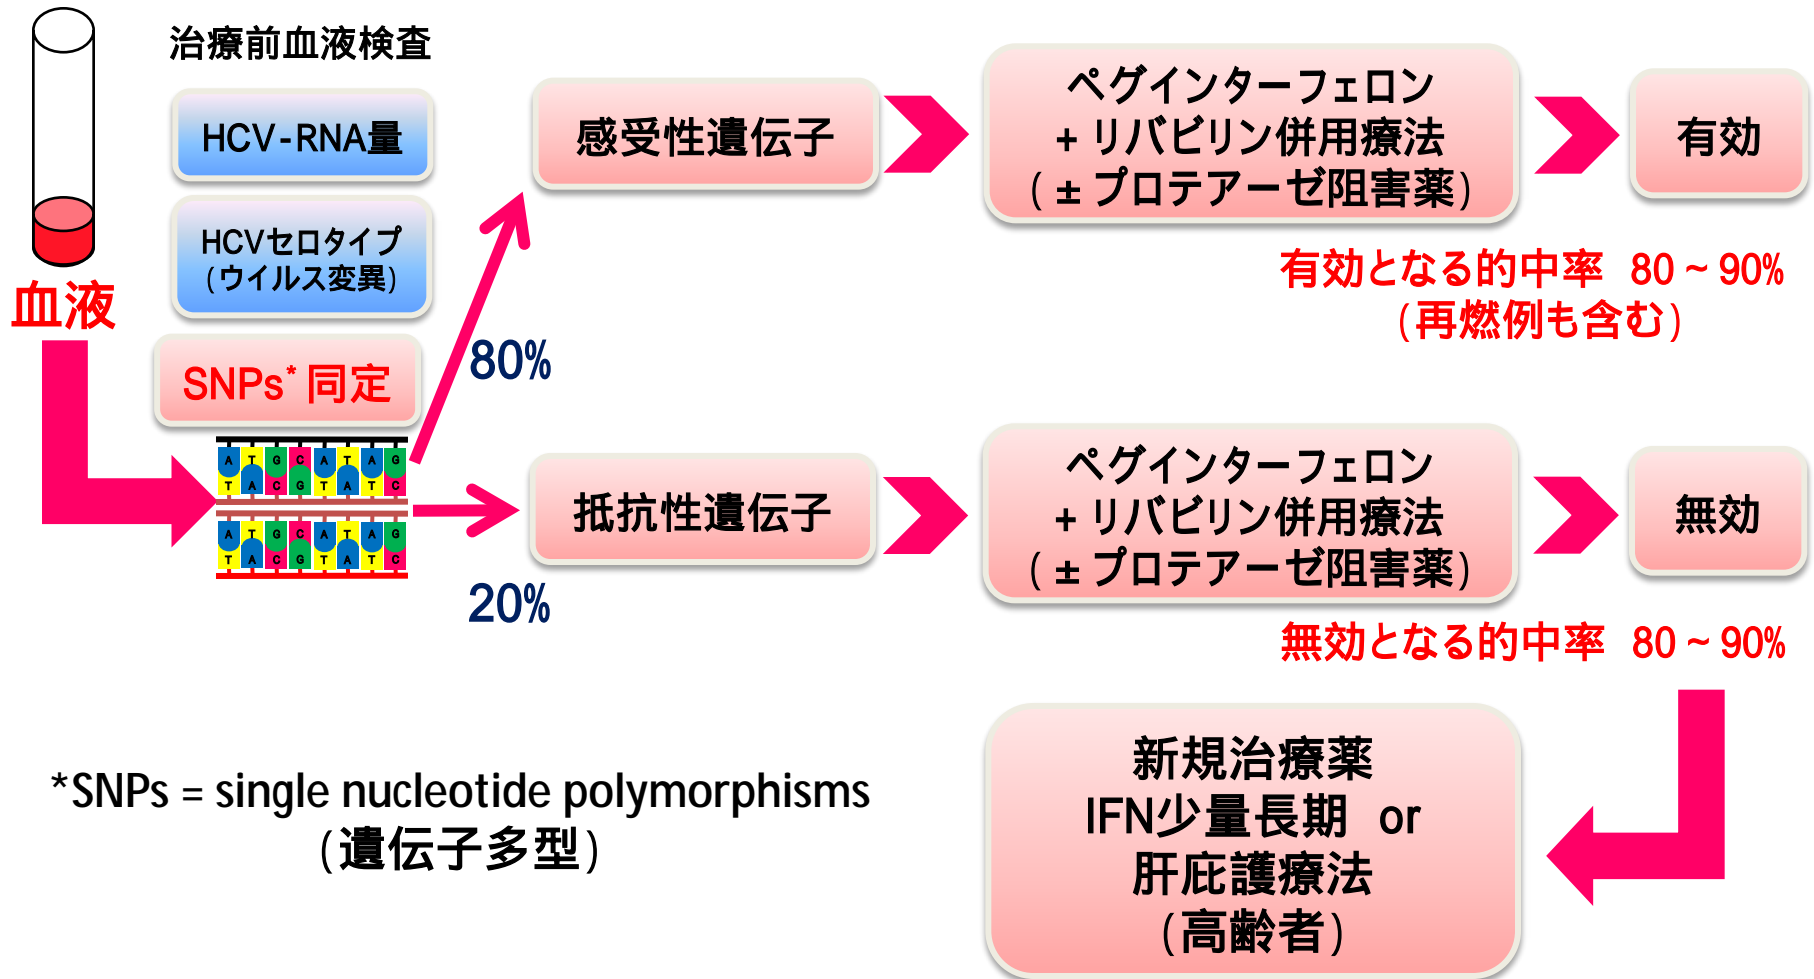 治療前血液検査
HCV-RNA量
HCVセロタイプ
(ウイルス変異)
SNPs* 同定
血液
A T G C A T A G
T A C G T A T C
A T G C A T A G
T A C G T A T C
80%
20%
感受性遺伝子
ペグインターフェロン
+ リバビリン併用療法
( ± プロテアーゼ阻害薬)
有効
有効となる的中率 80 ~ 90%
(再燃例も含む)
抵抗性遺伝子
ペグインターフェロン
+ リバビリン併用療法
( ± プロテアーゼ阻害薬)
無効
無効となる的中率 80 ~ 90%
新規治療薬
IFN少量長期 or
肝庇護療法
(高齢者)
*SNPs = single nucleotide polymorphisms
(遺伝子多型)